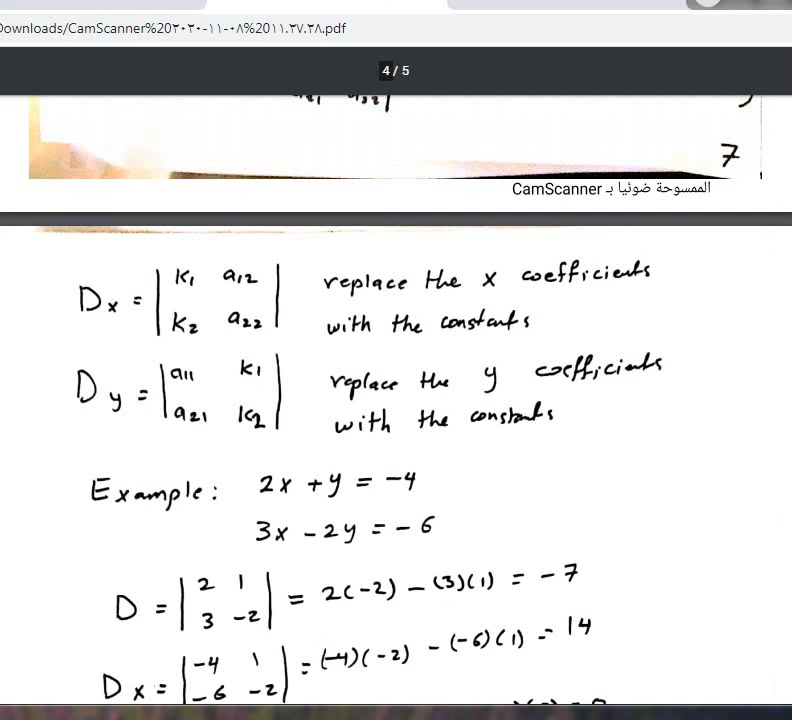 Downloads/CamScanner%20٢٠٢٠-١١-٠٨%2011.٢٧.٢٨.pdf
4 / 5
7
الممسوحة ضوئيا بـ CamScanner
Dx = | k1 a12 | replace the x coefficients
| k2 a22 | with the constants
Dy = | a11 k1 | replace the y coefficients
| a21 k2 | with the constants
Example: 2x + y = -4
3x - 2y = -6
D = | 2 1 | = 2(-2) - (3)(1) = -7
| 3 -2 |
Dx = | -4 1 | = (-4)(-2) - (-6)(1) = 14
| -6 -2 |